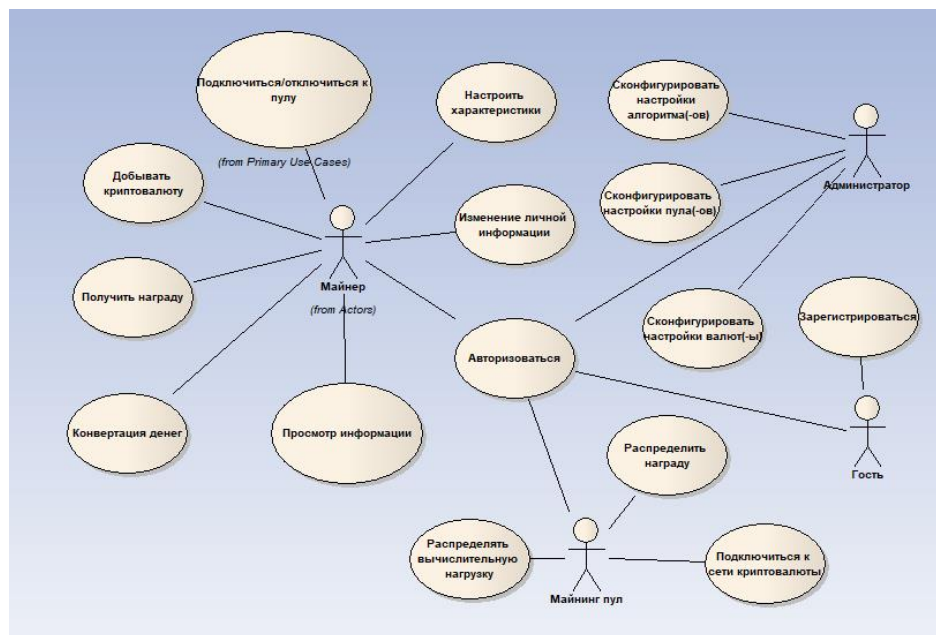 Подключиться/отключиться к
пулу
(from Primary Use Cases)
Настроить
характеристики
Сконфигурировать
настройки
алгоритма(-ов)
Администратор
Добывать
криптовалюту
Сконфигурировать
настройки пула(-ов)
Изменение личной
информации
Майнер
(from Actors)
Получить награду
Сконфигурировать
настройки валют(-ы)
Зарегистрироваться
Авторизоваться
Конвертация денег
Просмотр информации
Распределить
награду
Гость
Распределять
вычислительную
нагрузку
Майнинг пул
Подключиться к
сети криптовалюты